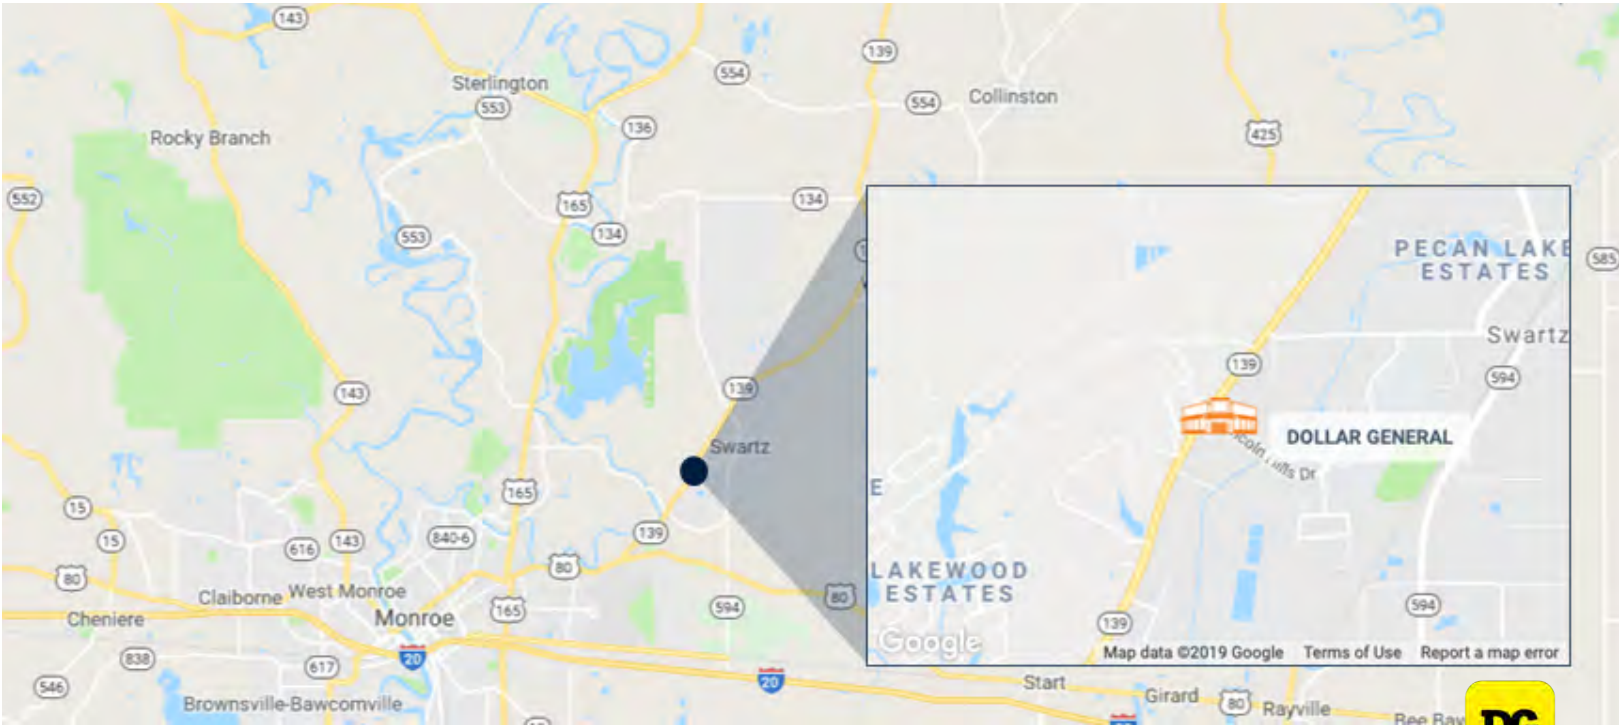 143
139
554
Sterlington
553
554
Collinston
136
425
Rocky Branch
552
165
134
134
553
585
PECAN LAKE
ESTATES
Swartz
139
594
139
143
DOLLAR GENERAL
Swartz
165
E
15
139
15
616
143
840-6
80
80
LAKEWOOD
ESTATES
80
594
594
Claiborne
West Monroe
165
Cheniere
Monroe
139
Google
Map data ©2019 Google
Terms of Use
Report a map error
838
617
20
20
546
Start
Girard
80
Rayville
Brownsville-Bawcomville
DG